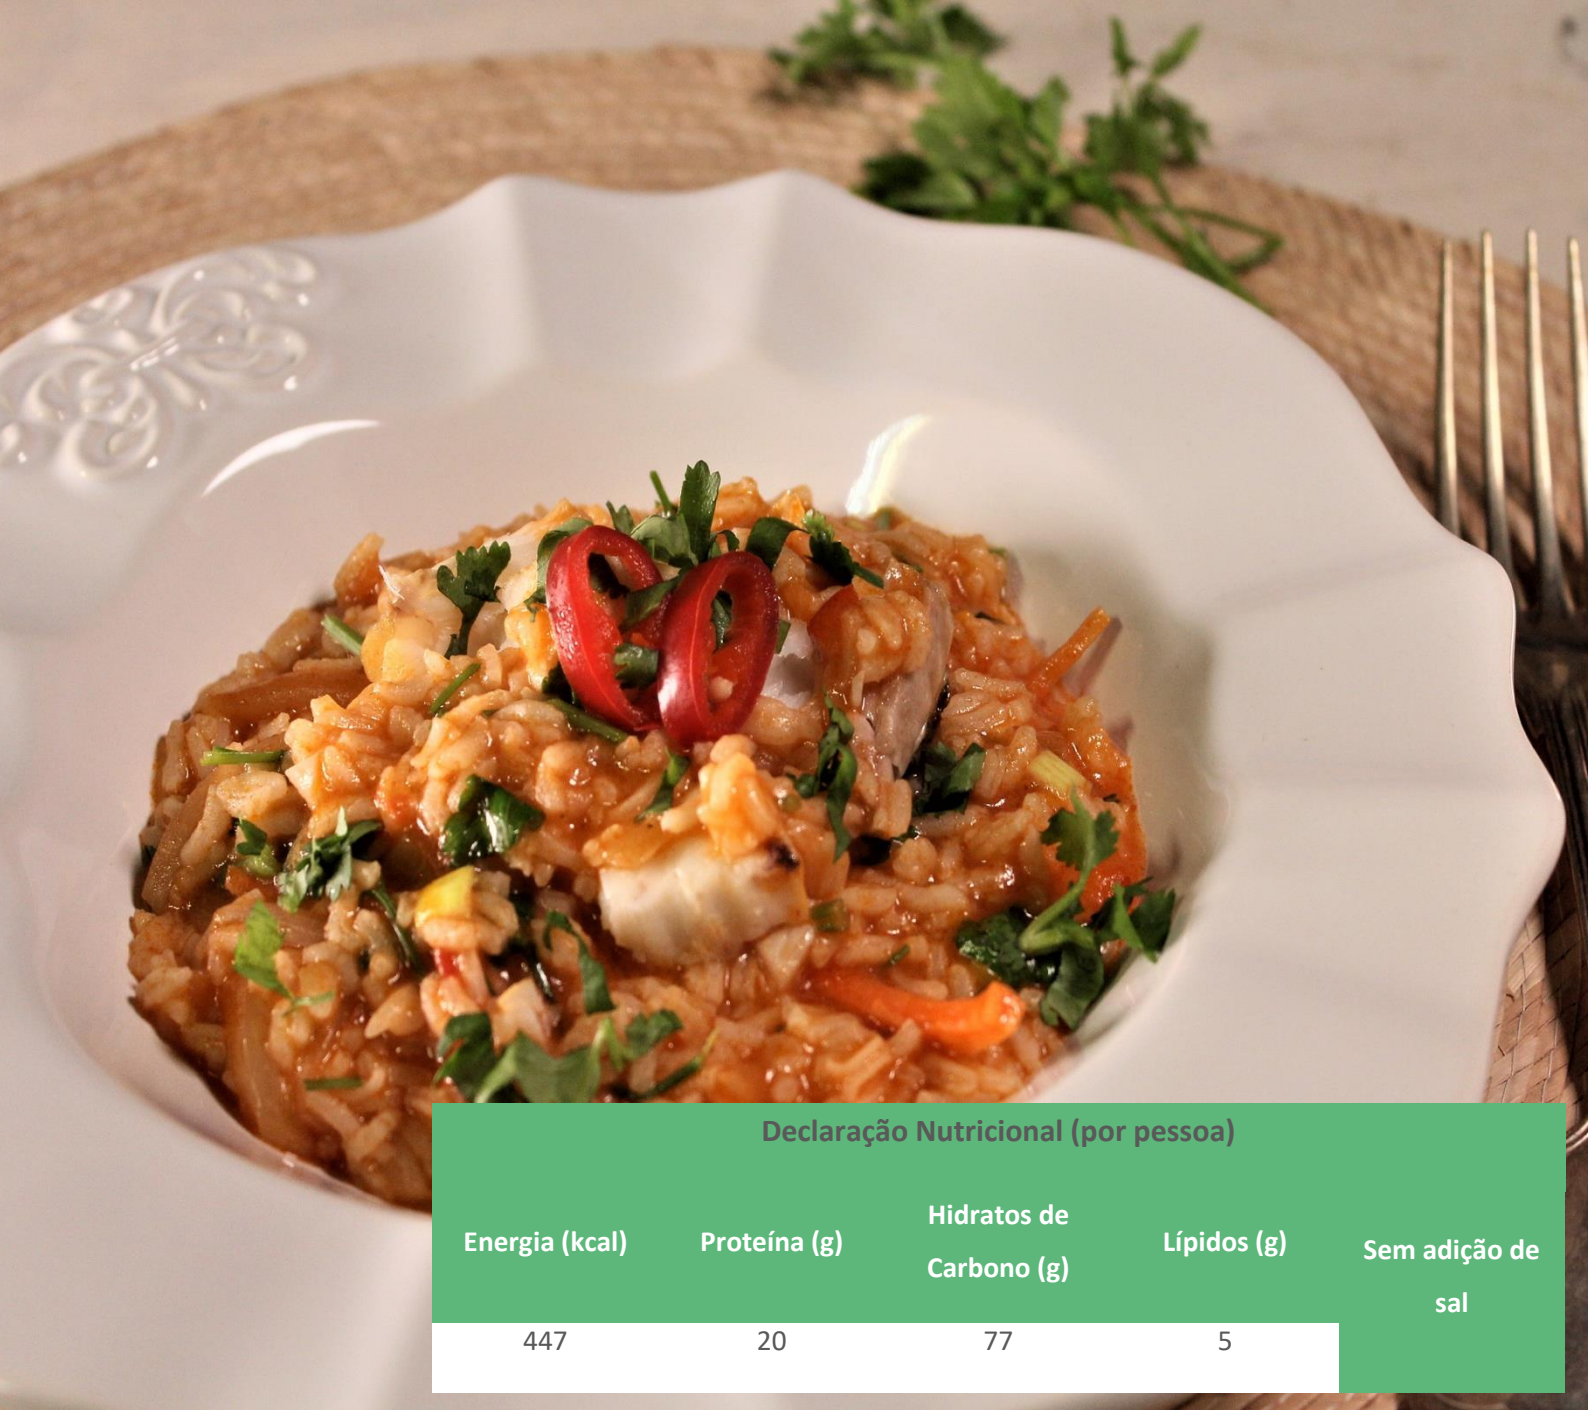 Declaração Nutricional (por pessoa)
Energia (kcal)
Proteína (g)
Hidratos de
Carbono (g)
Lípidos (g)
Sem adição de
sal
447
20
77
5